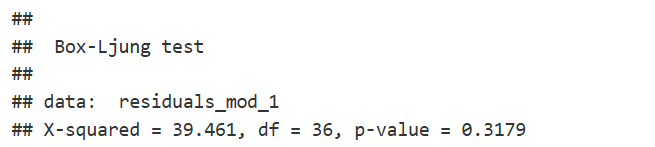 ##
##  Box-Ljung test
##
## data:  residuals_mod_1
## X-squared = 39.461, df = 36, p-value = 0.3179